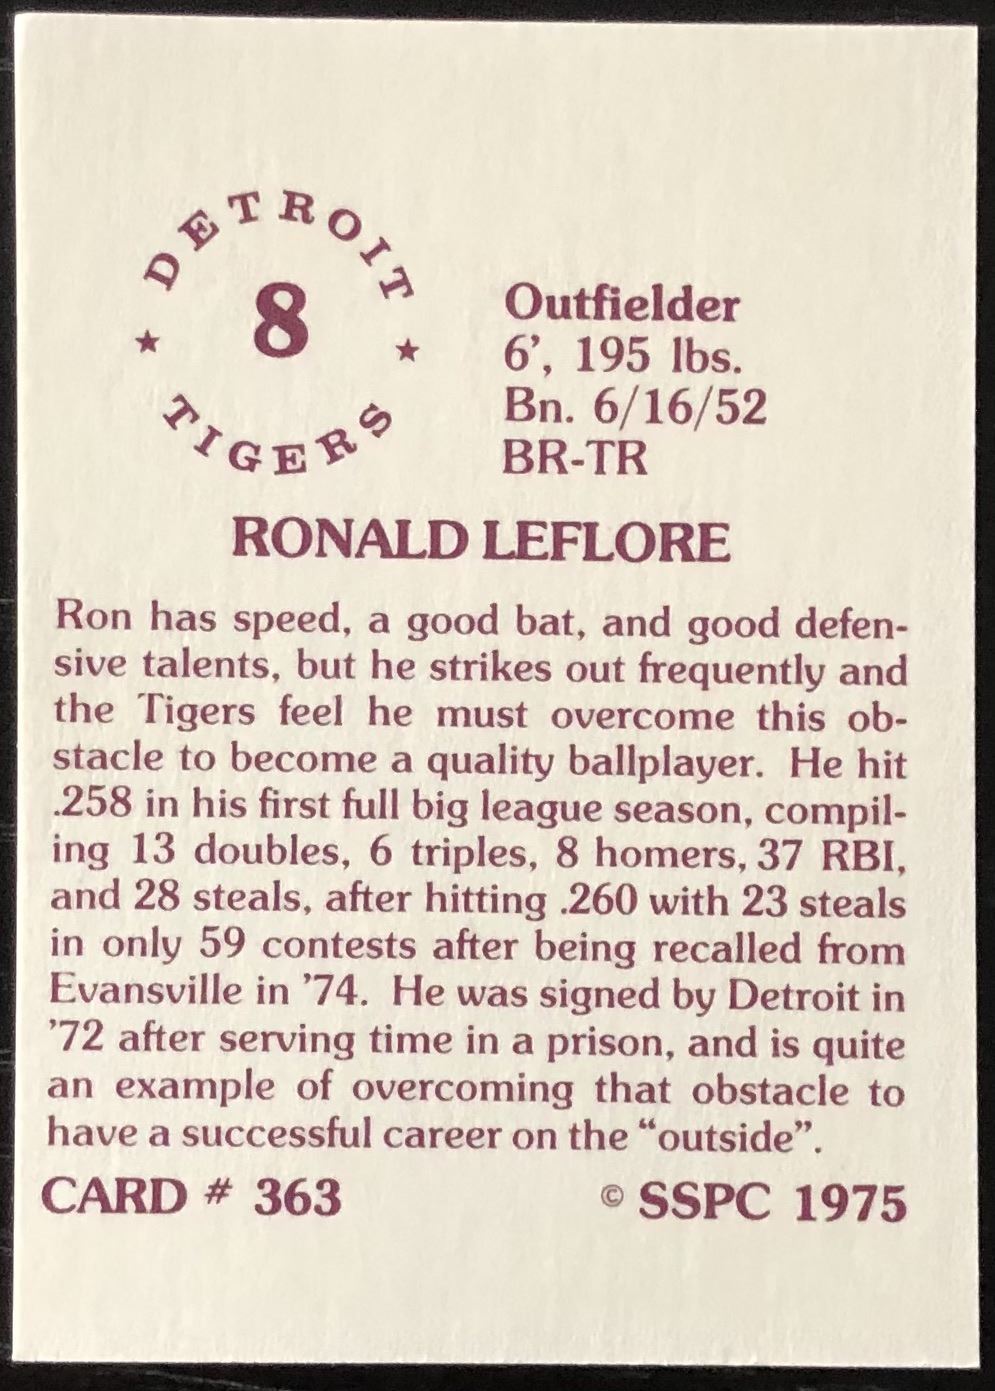 DETROIT
8
★ ★
TIGERS
Outfielder
6', 195 lbs.
Bn. 6/16/52
BR-TR
RONALD LEFLORE
Ron has speed, a good bat, and good defen-
sive talents, but he strikes out frequently and
the Tigers feel he must overcome this ob-
stacle to become a quality ballplayer. He hit
.258 in his first full big league season, compil-
ing 13 doubles, 6 triples, 8 homers, 37 RBI,
and 28 steals, after hitting .260 with 23 steals
in only 59 contests after being recalled from
Evansville in '74. He was signed by Detroit in
'72 after serving time in a prison, and is quite
an example of overcoming that obstacle to
have a successful career on the “outside”.
CARD # 363 © SSPC 1975